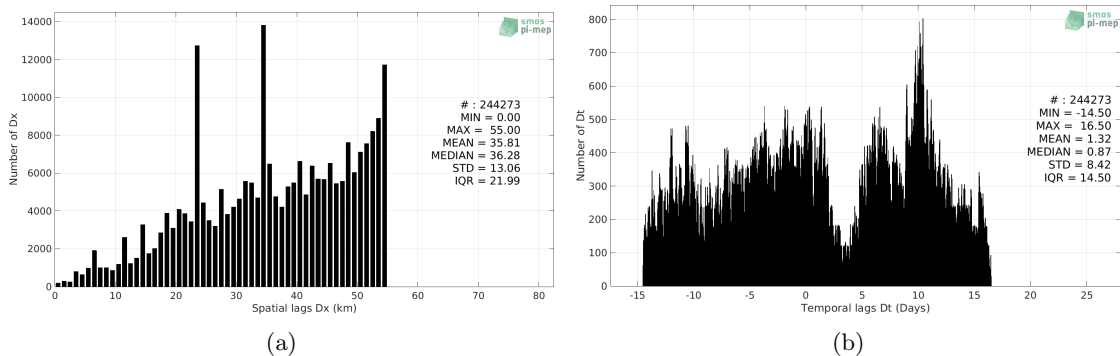 14000
12000
10000
8000
6000
4000
2000
0
Number of Dx
0 10 20 30 40 50 60 70 80
Spatial lags Dx (km)
smos
pi-mep
# : 244273
MIN = 0.00
MAX = 55.00
MEAN = 35.81
MEDIAN = 36.28
STD = 13.06
IQR = 21.99
(a)
800
700
600
500
400
300
200
100
0
Number of Dt
-15 -10 -5 0 5 10 15 20 25
Temporal lags Dt (Days)
smos
pi-mep
# : 244273
MIN = -14.50
MAX = 16.50
MEAN = 1.32
MEDIAN = 0.87
STD = 8.42
IQR = 14.50
(b)